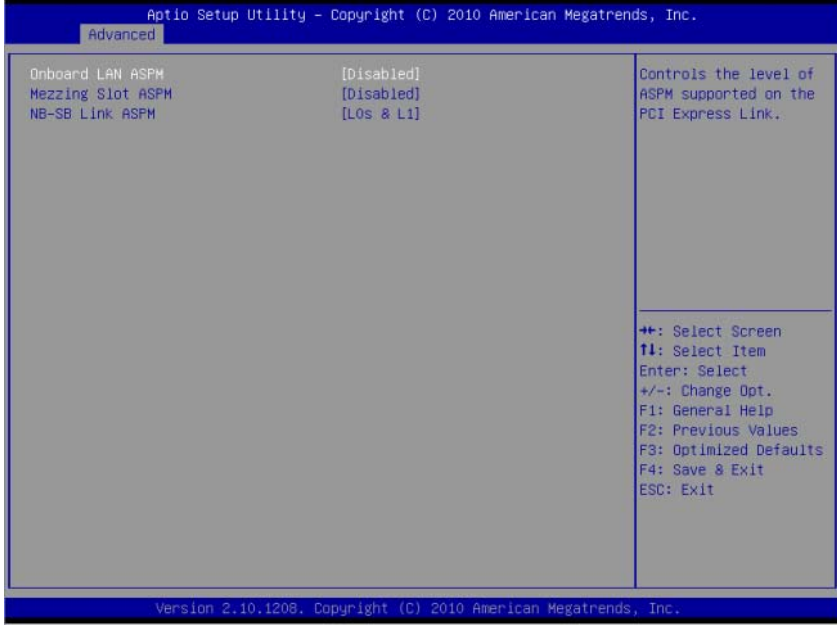 Aptio Setup Utility – Copyright (C) 2010 American Megatrends, Inc.
Advanced
Onboard LAN ASPM [Disabled]
Mezzing Slot ASPM [Disabled]
NB-SB Link ASPM [L0s & L1]
Controls the level of
ASPM supported on the
PCI Express Link.
→←: Select Screen
↑↓: Select Item
Enter: Select
+/-: Change Opt.
F1: General Help
F2: Previous Values
F3: Optimized Defaults
F4: Save & Exit
ESC: Exit
Version 2.10.1208. Copyright (C) 2010 American Megatrends, Inc.